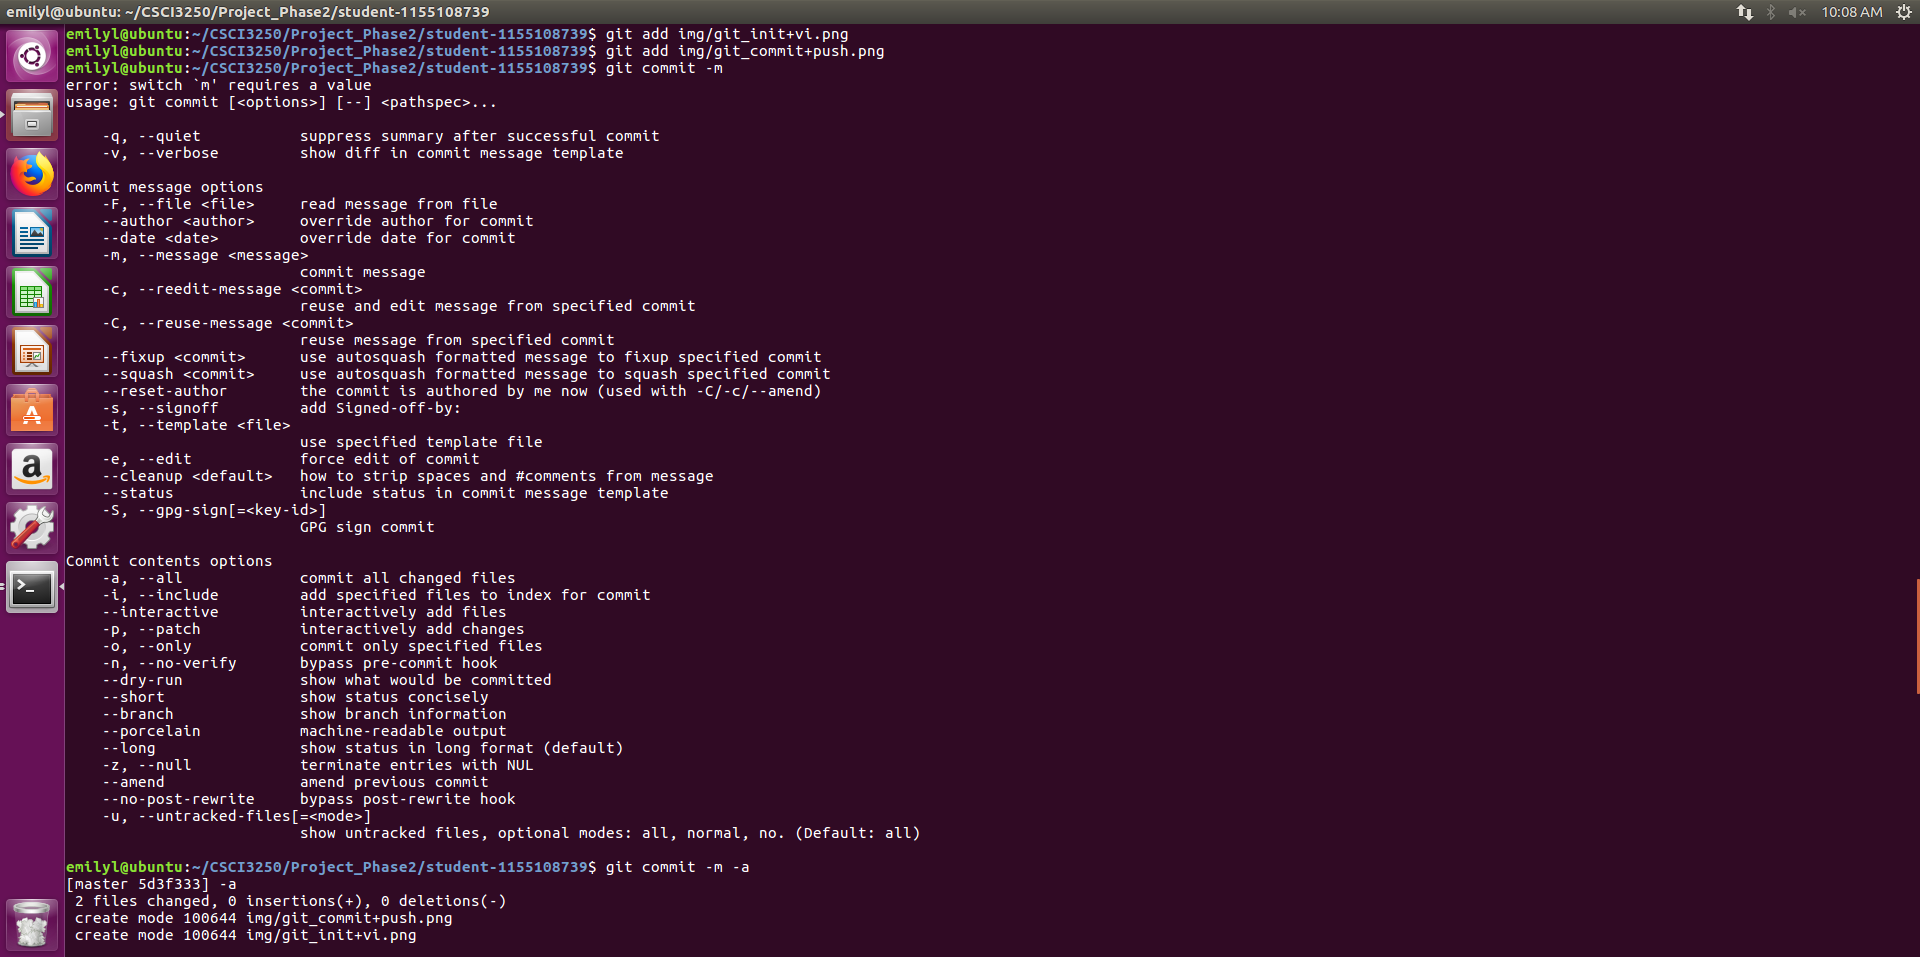 emilyl@ubuntu: ~/CSCI3250/Project_Phase2/student-1155108739
10:08 AM
emilyl@ubuntu:~/CSCI3250/Project_Phase2/student-1155108739$ git add img/git_init+vi.png
emilyl@ubuntu:~/CSCI3250/Project_Phase2/student-1155108739$ git add img/git_commit+push.png
emilyl@ubuntu:~/CSCI3250/Project_Phase2/student-1155108739$ git commit -m
error: switch `m' requires a value
usage: git commit [<options>] [--] <pathspec>...
-q, --quiet suppress summary after successful commit
-v, --verbose show diff in commit message template
Commit message options
-F, --file <file> read message from file
--author <author> override author for commit
--date <date> override date for commit
-m, --message <message>
commit message
-c, --reedit-message <commit>
reuse and edit message from specified commit
-C, --reuse-message <commit>
reuse message from specified commit
--fixup <commit> use autosquash formatted message to fixup specified commit
--squash <commit> use autosquash formatted message to squash specified commit
--reset-author the commit is authored by me now (used with -C/-c/--amend)
-s, --signoff add Signed-off-by:
-t, --template <file>
use specified template file
-e, --edit force edit of commit
--cleanup <default> how to strip spaces and #comments from message
--status include status in commit message template
-S, --gpg-sign[=<key-id>]
GPG sign commit
Commit contents options
-a, --all commit all changed files
-i, --include add specified files to index for commit
--interactive interactively add files
-p, --patch interactively add changes
-o, --only commit only specified files
-n, --no-verify bypass pre-commit hook
--dry-run show what would be committed
--short show status concisely
--branch show branch information
--porcelain machine-readable output
--long show status in long format (default)
-z, --null terminate entries with NUL
--amend amend previous commit
--no-post-rewrite bypass post-rewrite hook
-u, --untracked-files[=<mode>]
show untracked files, optional modes: all, normal, no. (Default: all)
emilyl@ubuntu:~/CSCI3250/Project_Phase2/student-1155108739$ git commit -m -a
[master 5d3f333] -a
2 files changed, 0 insertions(+), 0 deletions(-)
create mode 100644 img/git_commit+push.png
create mode 100644 img/git_init+vi.png